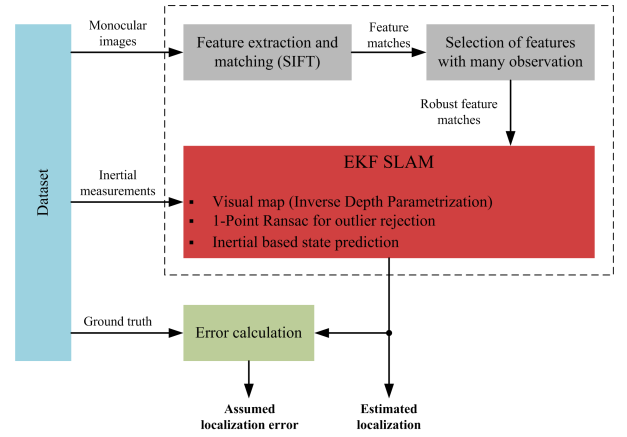 Monocular
images
Feature extraction and
matching (SIFT)
Feature
matches
Selection of features
with many observation
Robust feature
matches
Dataset
Inertial
measurements
EKF SLAM
▪ Visual map (Inverse Depth Parametrization)
▪ 1-Point Ransac for outlier rejection
▪ Inertial based state prediction
Ground truth
Error calculation
Assumed
localization error
Estimated
localization